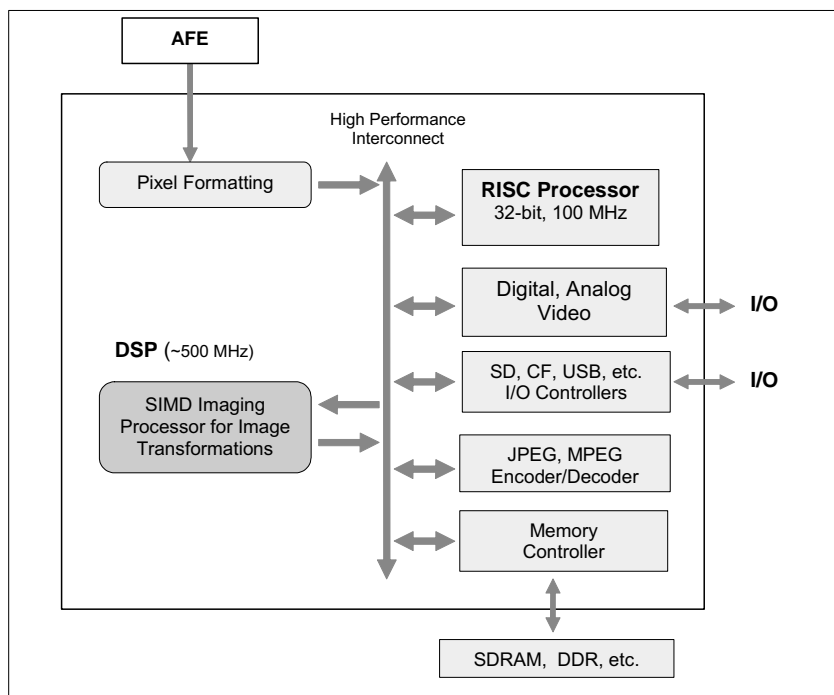 AFE
High Performance
Interconnect
Pixel Formatting
RISC Processor
32-bit, 100 MHz
Digital, Analog
Video
I/O
DSP (~500 MHz)
SD, CF, USB, etc.
I/O Controllers
I/O
SIMD Imaging
Processor for Image
Transformations
JPEG, MPEG
Encoder/Decoder
Memory
Controller
SDRAM, DDR, etc.